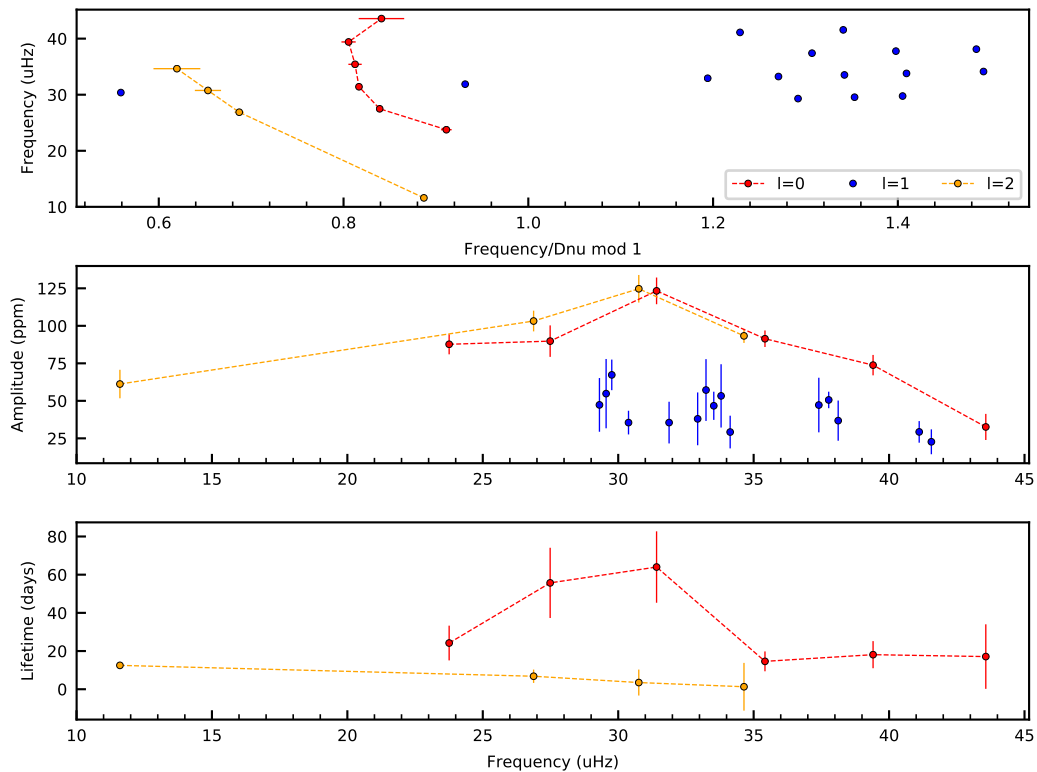 40
30
20
10
Frequency (uHz)
l=0 l=1 l=2
0.6 0.8 1.0 1.2 1.4
Frequency/Dnu mod 1
125
100
75
50
25
Amplitude (ppm)
10 15 20 25 30 35 40 45
80
60
40
20
0
Lifetime (days)
10 15 20 25 30 35 40 45
Frequency (uHz)